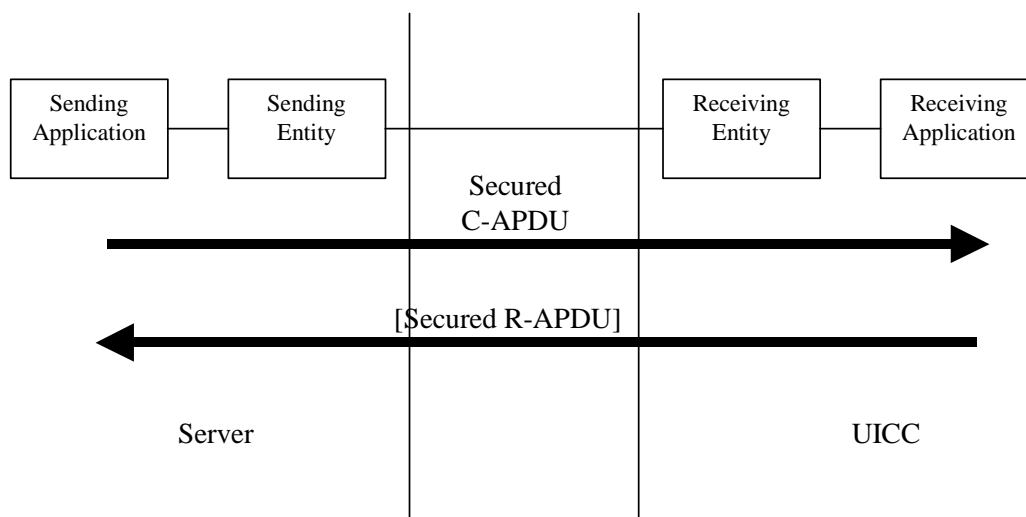 Sending
Application
Sending
Entity
Receiving
Entity
Receiving
Application
Secured
C-APDU
[Secured R-APDU]
Server
UICC